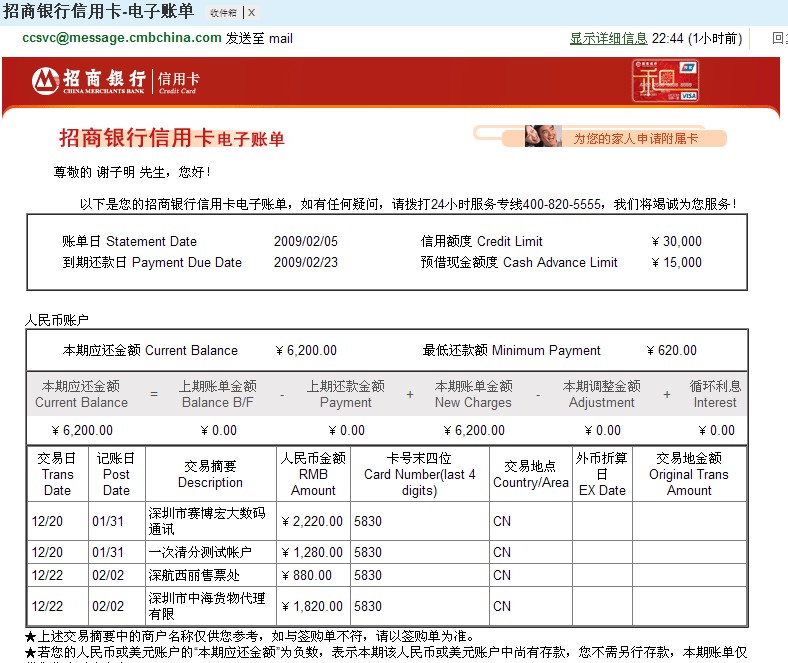 招商银行信用卡-电子账单 收件箱 | X
ccsvc@message.cmbchina.com 发送至 mail 显示详细信息 22:44 (1小时前)
招商银行 信用卡
CHINA MERCHANTS BANK Credit Card
VISA
招商银行信用卡电子账单 为您的家人申请附属卡
尊敬的 谢子明 先生，您好！
以下是您的招商银行信用卡电子账单，如有任何疑问，请拨打24小时服务专线400-820-5555，我们将竭诚为您服务！
账单日 Statement Date 2009/02/05 信用额度 Credit Limit ¥ 30,000
到期还款日 Payment Due Date 2009/02/23 预借现金额度 Cash Advance Limit ¥ 15,000
人民币账户
本期应还金额 Current Balance ¥ 6,200.00 最低还款额 Minimum Payment ¥ 620.00
本期应还金额 上期账单金额 上期还款金额 本期账单金额 本期调整金额 循环利息
= - + - +
Current Balance Balance B/F Payment New Charges Adjustment Interest
¥ 6,200.00 ¥ 0.00 ¥ 0.00 ¥ 6,200.00 ¥ 0.00 ¥ 0.00
交易日 Trans Date
记账日 Post Date
交易摘要 Description
人民币金额 RMB Amount
卡号末四位 Card Number(last 4 digits)
交易地点 Country/Area
外币折算日 EX Date
交易地金额 Original Trans Amount
12/20 01/31 深圳市赛博宏大数码通讯 ¥ 2,220.00 5830 CN
12/20 01/31 一次清分测试帐户 ¥ 1,280.00 5830 CN
12/22 02/02 深航西丽售票处 ¥ 880.00 5830 CN
12/22 02/02 深圳市中海货物代理有限 ¥ 1,820.00 5830 CN
★上述交易摘要中的商户名称仅供您参考，如与签购单不符，请以签购单为准。
★若您的人民币或美元账户的“本期应还金额”为负数，表示本期该人民币或美元账户中尚有存款，您不需另行存款，本期账单仅